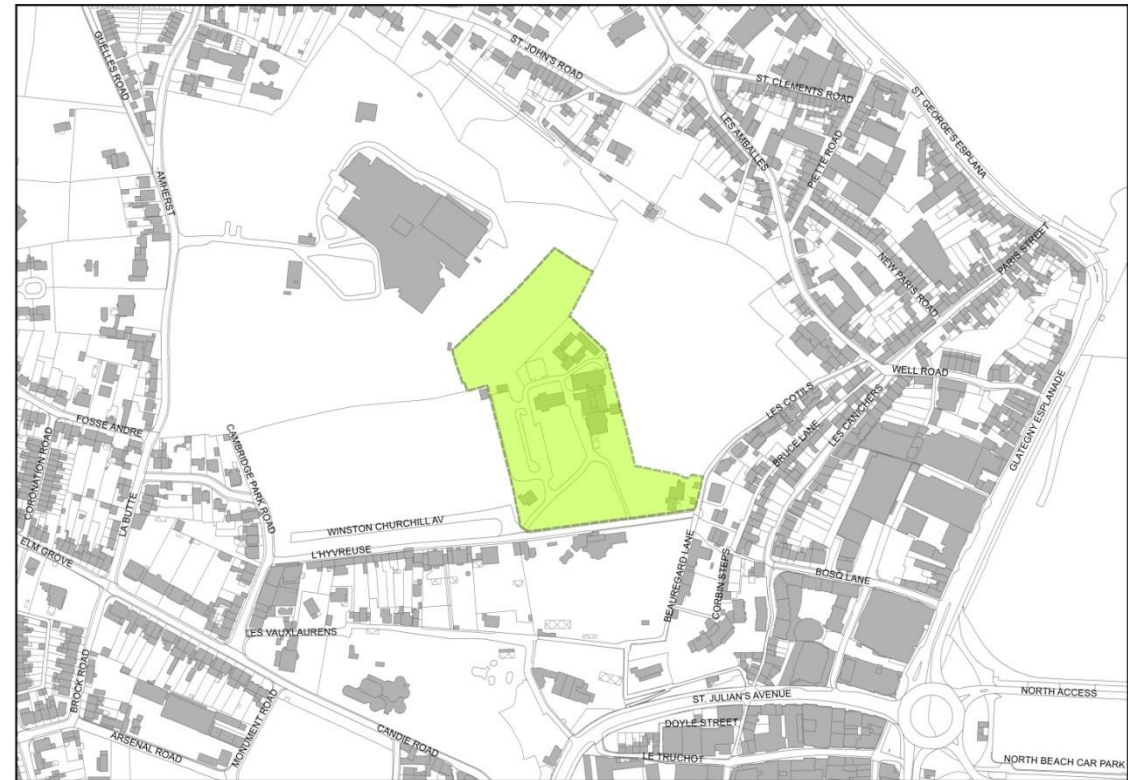 GUELLES ROAD
ST. JOHN'S ROAD
ST. CLEMENTS ROAD
ST. GEORGE'S ESPLANA
LES AMBALLES
PIETTE ROAD
AMHERST
NEW PARIS ROAD
PARIS STREET
WELL ROAD
LES COTILS
BRUCE LANE
LES CANICHERS
GLATEGNY ESPLANADE
FOSSE ANDRE
CORONATION ROAD
CAMBRIDGE PARK ROAD
LA BUTTE
WINSTON CHURCHILL AV
ELM GROVE
L'HYVREUSE
BEAUREGARD LANE
CORBIN STEPS
BOSQ LANE
LES VAUXLAURENS
BROCK ROAD
MONUMENT ROAD
ST. JULIAN'S AVENUE
NORTH ACCESS
DOYLE STREET
CANDIE ROAD
ARSENAL ROAD
LE TRUCHOT
NORTH BEACH CAR PARK